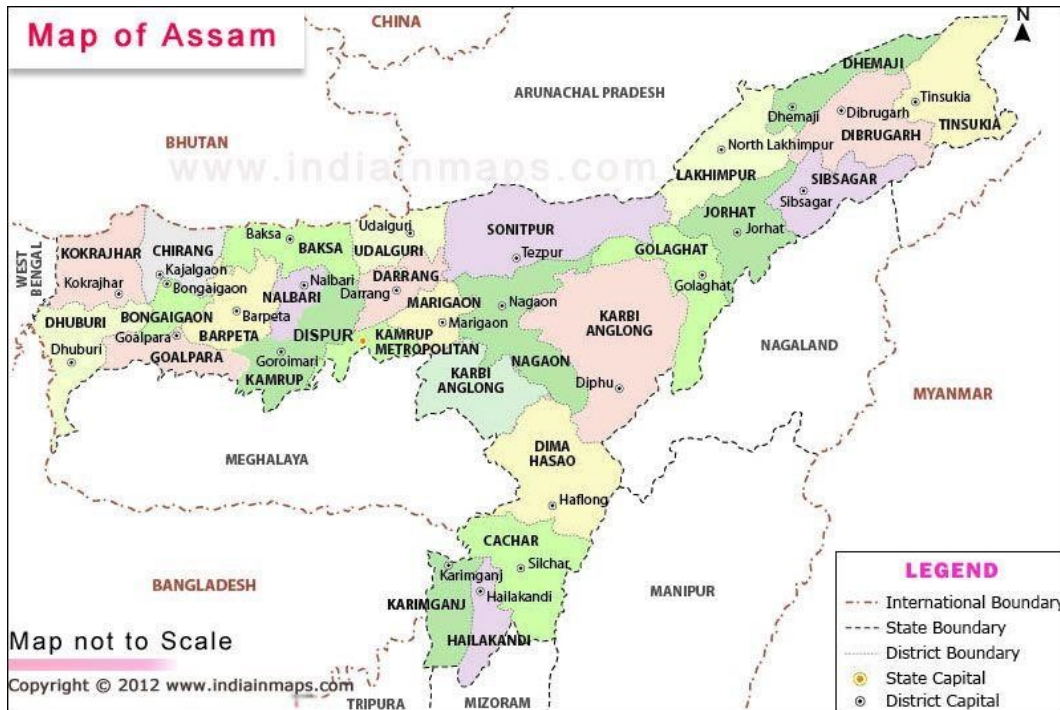 Map of Assam
CHINA
N
DHEMAJI
ARUNACHAL PRADESH
Tinsukia
Dhemaji
Dibrugarh
TINSUKIA
DIBRUGARH
BHUTAN
North Lakhimpur
www.indiainmaps.com
LAKHIMPUR
SIBSAGAR
Sibsagar
JORHAT
Jorhat
Udalguri
SONITPUR
Baksa
BAKSA
UDALGURI
GOLAGHAT
WEST
BENGAL
KOKRAJHAR
CHIRANG
Tezpur
Kajalgaon
DARRANG
Golaghat
Kokrajhar
Bongaigaon
Nalbari
NALBARI
Darrang
MARIGAON
Nagaon
KARBI
ANGLONG
DHUBURI
BONGAIGAON
Barpeta
Marigaon
BARPETA
DISPUR
KAMRUP
METROPOLITAN
Goalpara
Dhuburi
GOALPARA
Goroimari
NAGAON
NAGALAND
KAMRUP
KARBI
ANGLONG
Diphu
MYANMAR
MEGHALAYA
DIMA
HASAO
Haflong
CACHAR
Silchar
Karimganj
BANGLADESH
Hailakandi
MANIPUR
KARIMGANJ
HAILAKANDI
LEGEND
International Boundary
State Boundary
District Boundary
State Capital
District Capital
Map not to Scale
Copyright © 2012 www.indiainmaps.com
TRIPURA
MIZORAM